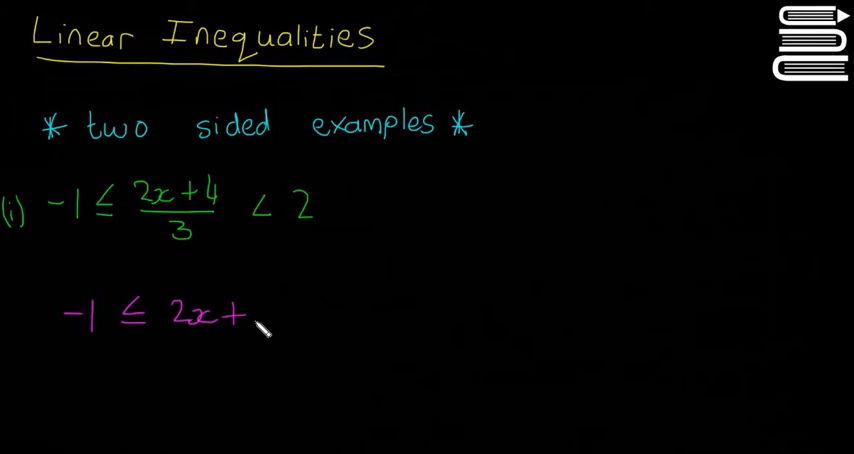 Linear Inequalities
* two sided examples *
(i) -1 ≤ (2x+4)/3 < 2
-1 ≤ 2x+